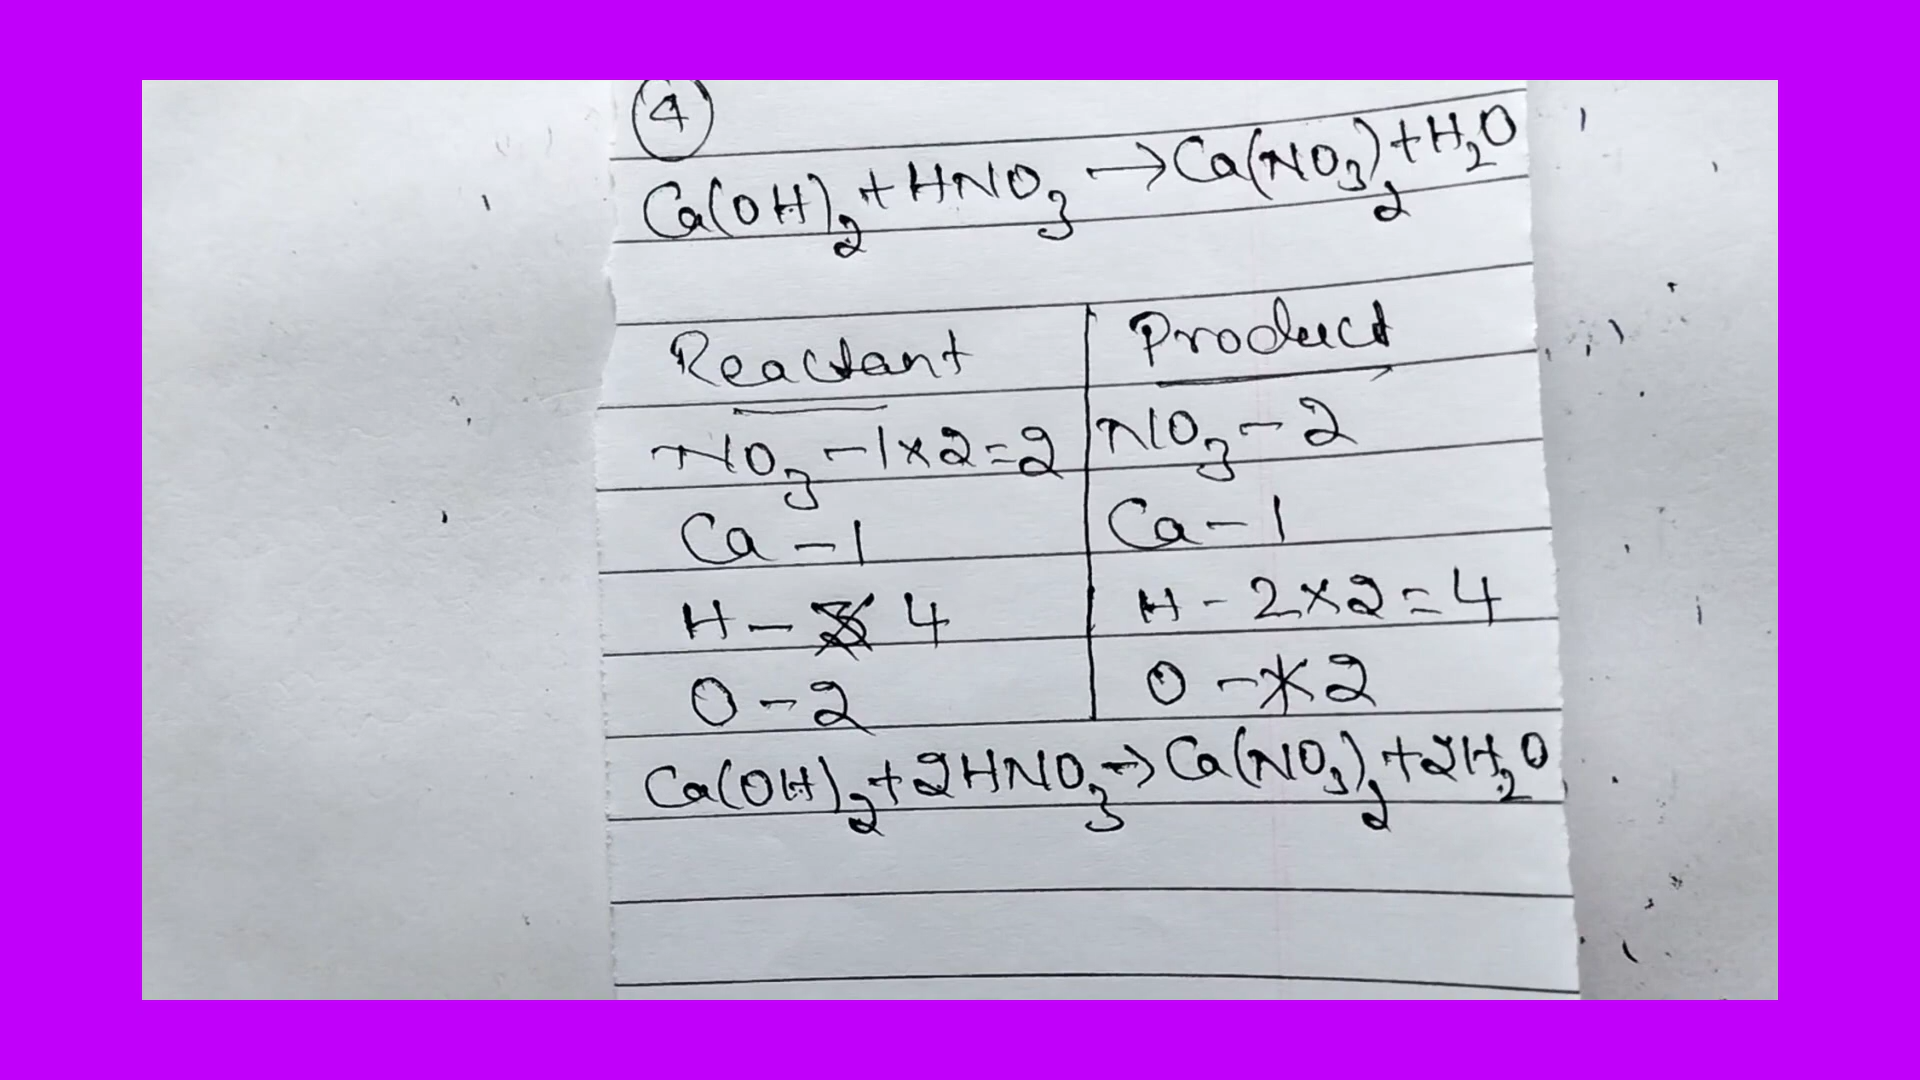 4
Ca(OH)₂ + HNO₃ → Ca(NO₃)₂ + H₂O
Reactant Product
NO₃ - 1×2=2 NO₃ - 2
Ca - 1 Ca - 1
H - 3 4 H - 2×2=4
O - 2 O - 1 2
Ca(OH)₂ + 2HNO₃ → Ca(NO₃)₂ + 2H₂O